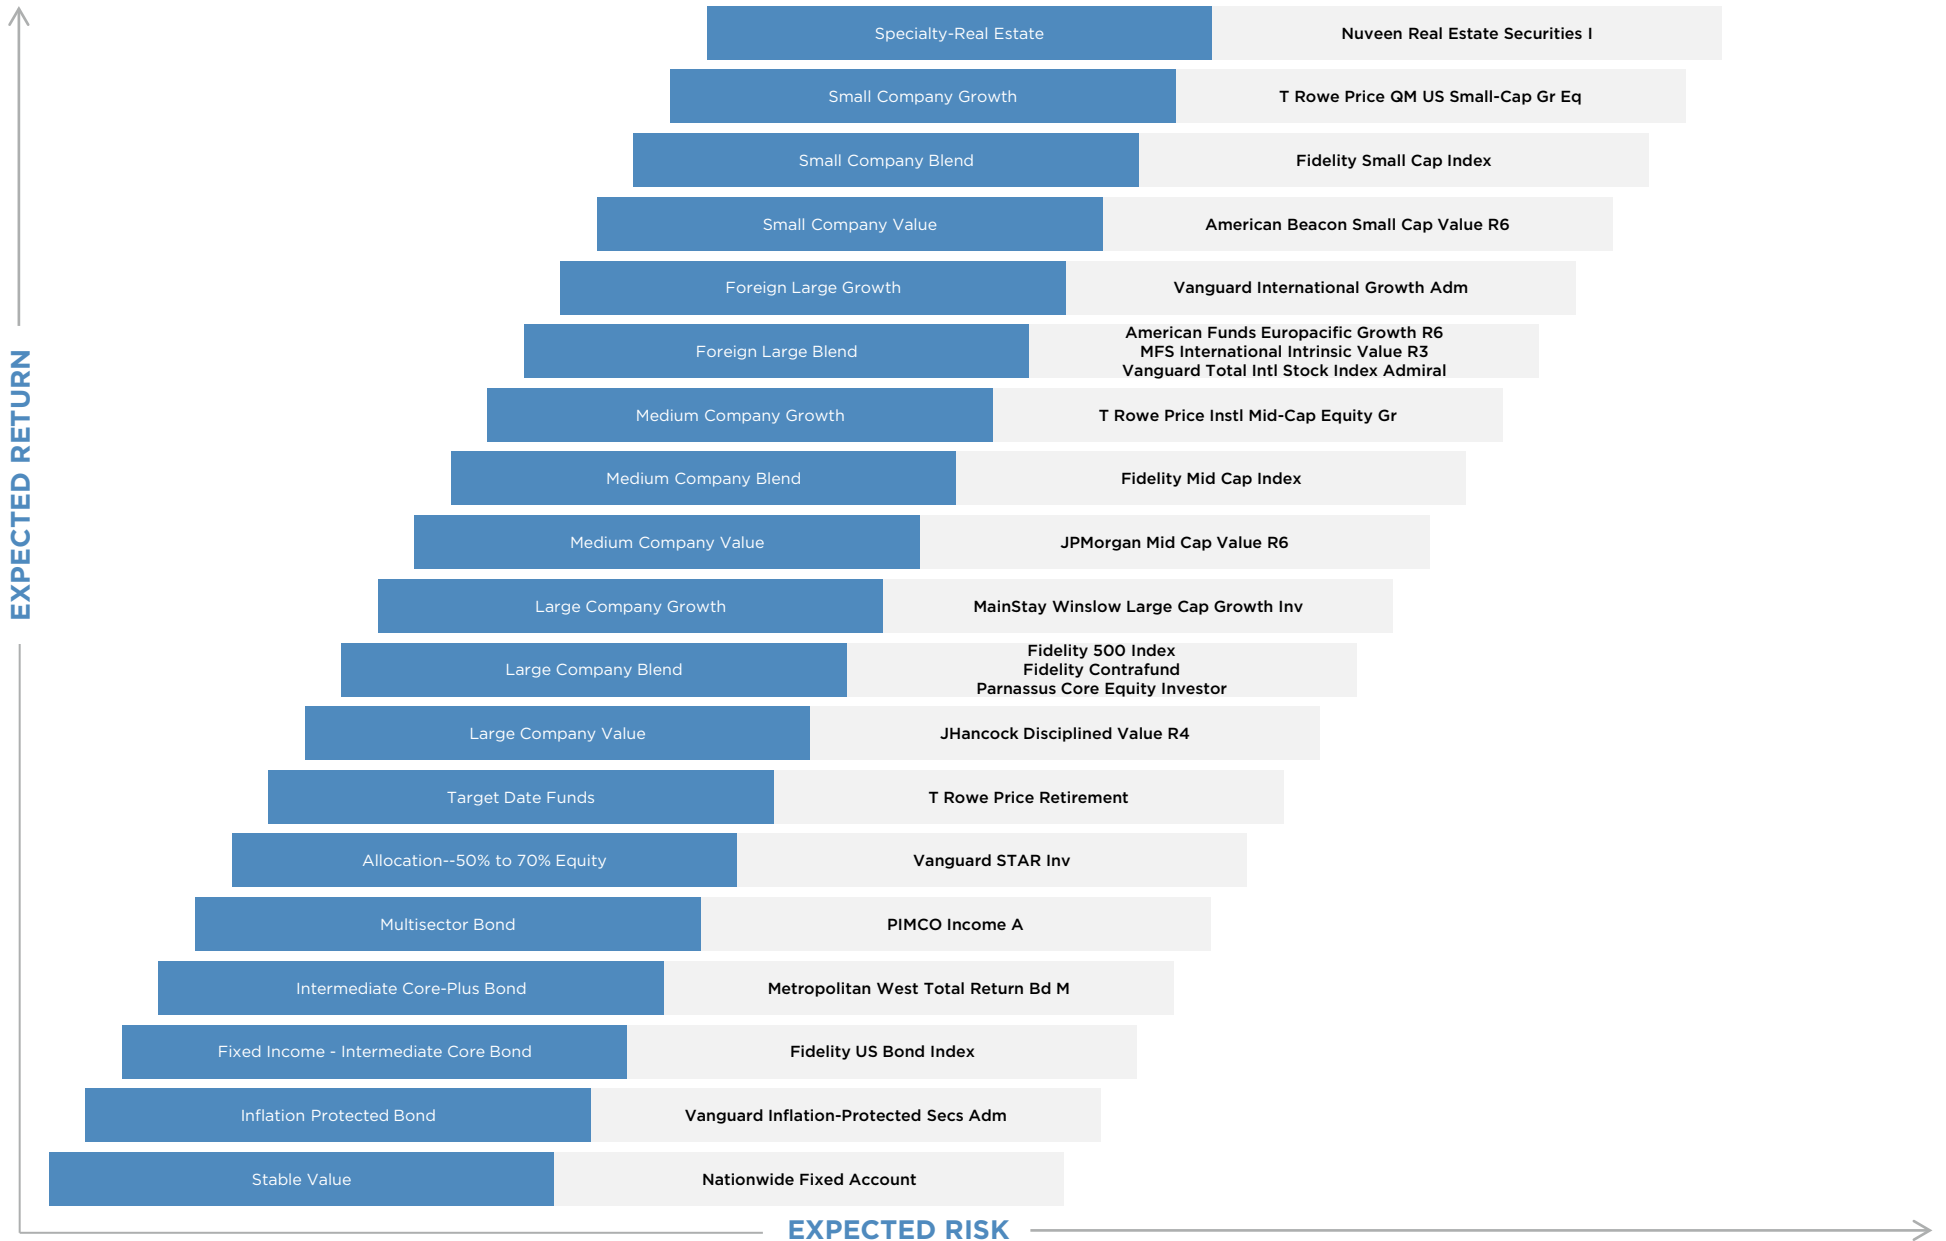 Specialty-Real Estate
Nuveen Real Estate Securities I
Small Company Growth
T Rowe Price QM US Small-Cap Gr Eq
Small Company Blend
Fidelity Small Cap Index
Small Company Value
American Beacon Small Cap Value R6
Foreign Large Growth
Vanguard International Growth Adm
Foreign Large Blend
American Funds Europacific Growth R6
MFS International Intrinsic Value R3
Vanguard Total Intl Stock Index Admiral
Medium Company Growth
T Rowe Price Instl Mid-Cap Equity Gr
Medium Company Blend
Fidelity Mid Cap Index
Medium Company Value
JPMorgan Mid Cap Value R6
Large Company Growth
MainStay Winslow Large Cap Growth Inv
Large Company Blend
Fidelity 500 Index
Fidelity Contrafund
Parnassus Core Equity Investor
Large Company Value
JHancock Disciplined Value R4
Target Date Funds
T Rowe Price Retirement
Allocation--50% to 70% Equity
Vanguard STAR Inv
Multisector Bond
PIMCO Income A
Intermediate Core-Plus Bond
Metropolitan West Total Return Bd M
Fixed Income - Intermediate Core Bond
Fidelity US Bond Index
Inflation Protected Bond
Vanguard Inflation-Protected Secs Adm
Stable Value
Nationwide Fixed Account
EXPECTED RETURN
EXPECTED RISK